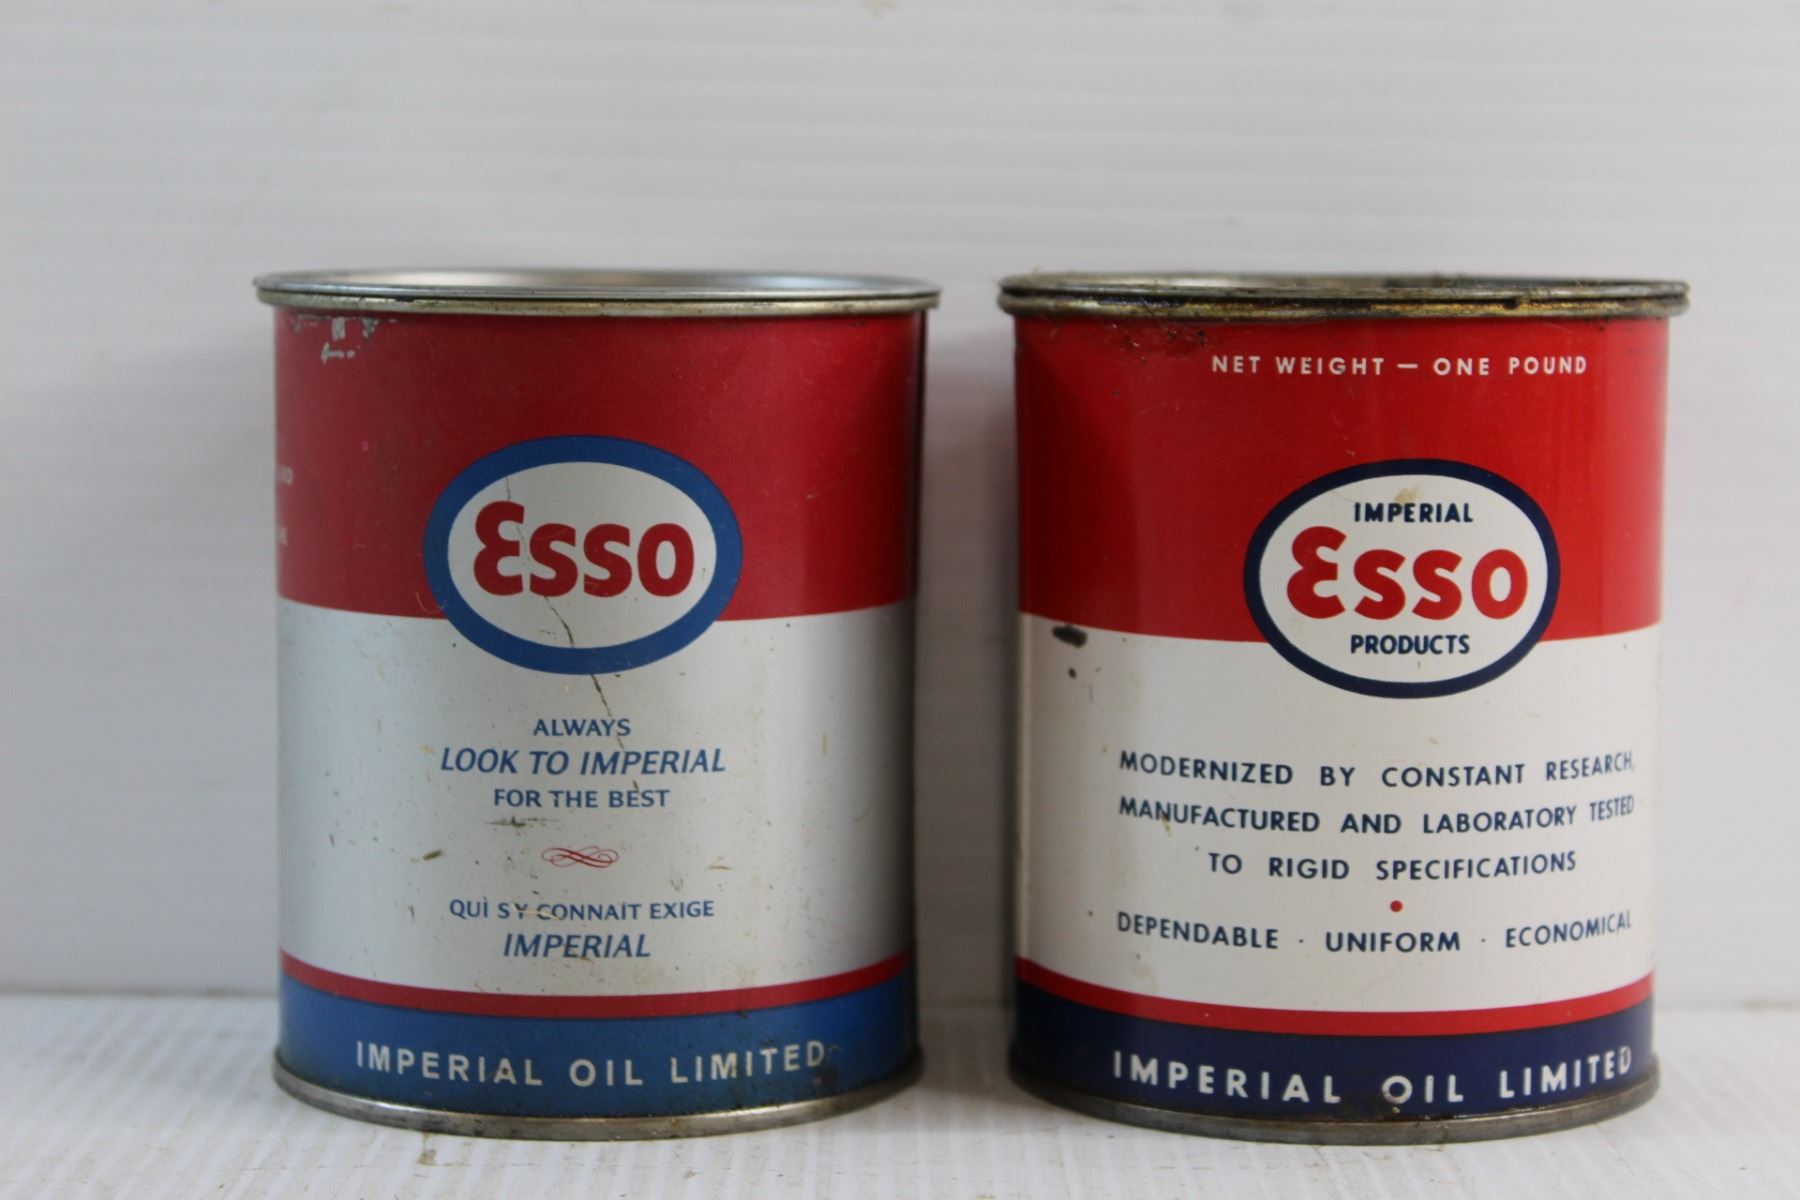 Esso
ALWAYS
LOOK TO IMPERIAL
FOR THE BEST
QUI SY CONNAIT EXIGE
IMPERIAL
IMPERIAL OIL LIMITED
NET WEIGHT — ONE POUND
IMPERIAL
Esso
PRODUCTS
MODERNIZED BY CONSTANT RESEARCH,
MANUFACTURED AND LABORATORY TESTED
TO RIGID SPECIFICATIONS
DEPENDABLE · UNIFORM · ECONOMICAL
IMPERIAL OIL LIMITED